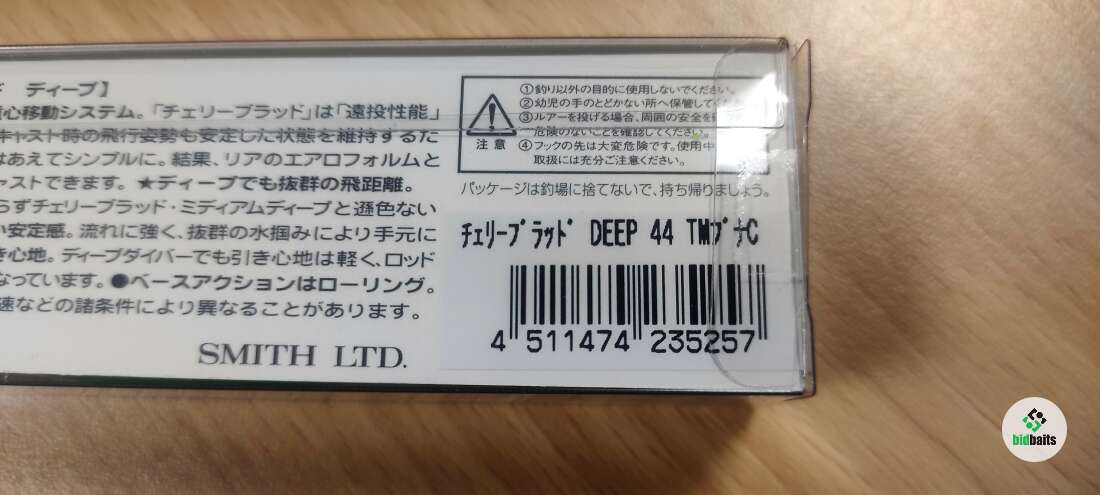 ド ディープ】
心移動システム。「チェリーブラッド」は「遠投性能」
キャスト時の飛行姿勢も安定した状態を維持するた
はあえてシンプルに。結果、リアのエアロフォルムと
ャストできます。★ディープでも抜群の飛距離。
らずチェリーブラッド・ミディアムディープと遜色ない
い安定感。流れに強く、抜群の水掴みにより手元に
き心地。ディープダイバーでも引き心地は軽く、ロッド
なっています。●ベースアクションはローリング。
速などの諸条件により異なることがあります。
SMITH LTD.
注意
①釣り以外の目的に使用しないでください。
②幼児の手のとどかない所へ保管してく
③ルアーを投げる場合、周囲の安全を
危険のないことを確認してください。
④フックの先は大変危険です。使用中
取扱には充分ご注意ください。
パッケージは釣場に捨てないで、持ち帰りましょう。
ﾁｪﾘｰﾌﾞﾗｯﾄﾞ DEEP 44 TMﾌﾞﾅC
4 511474 235257
bidbaits